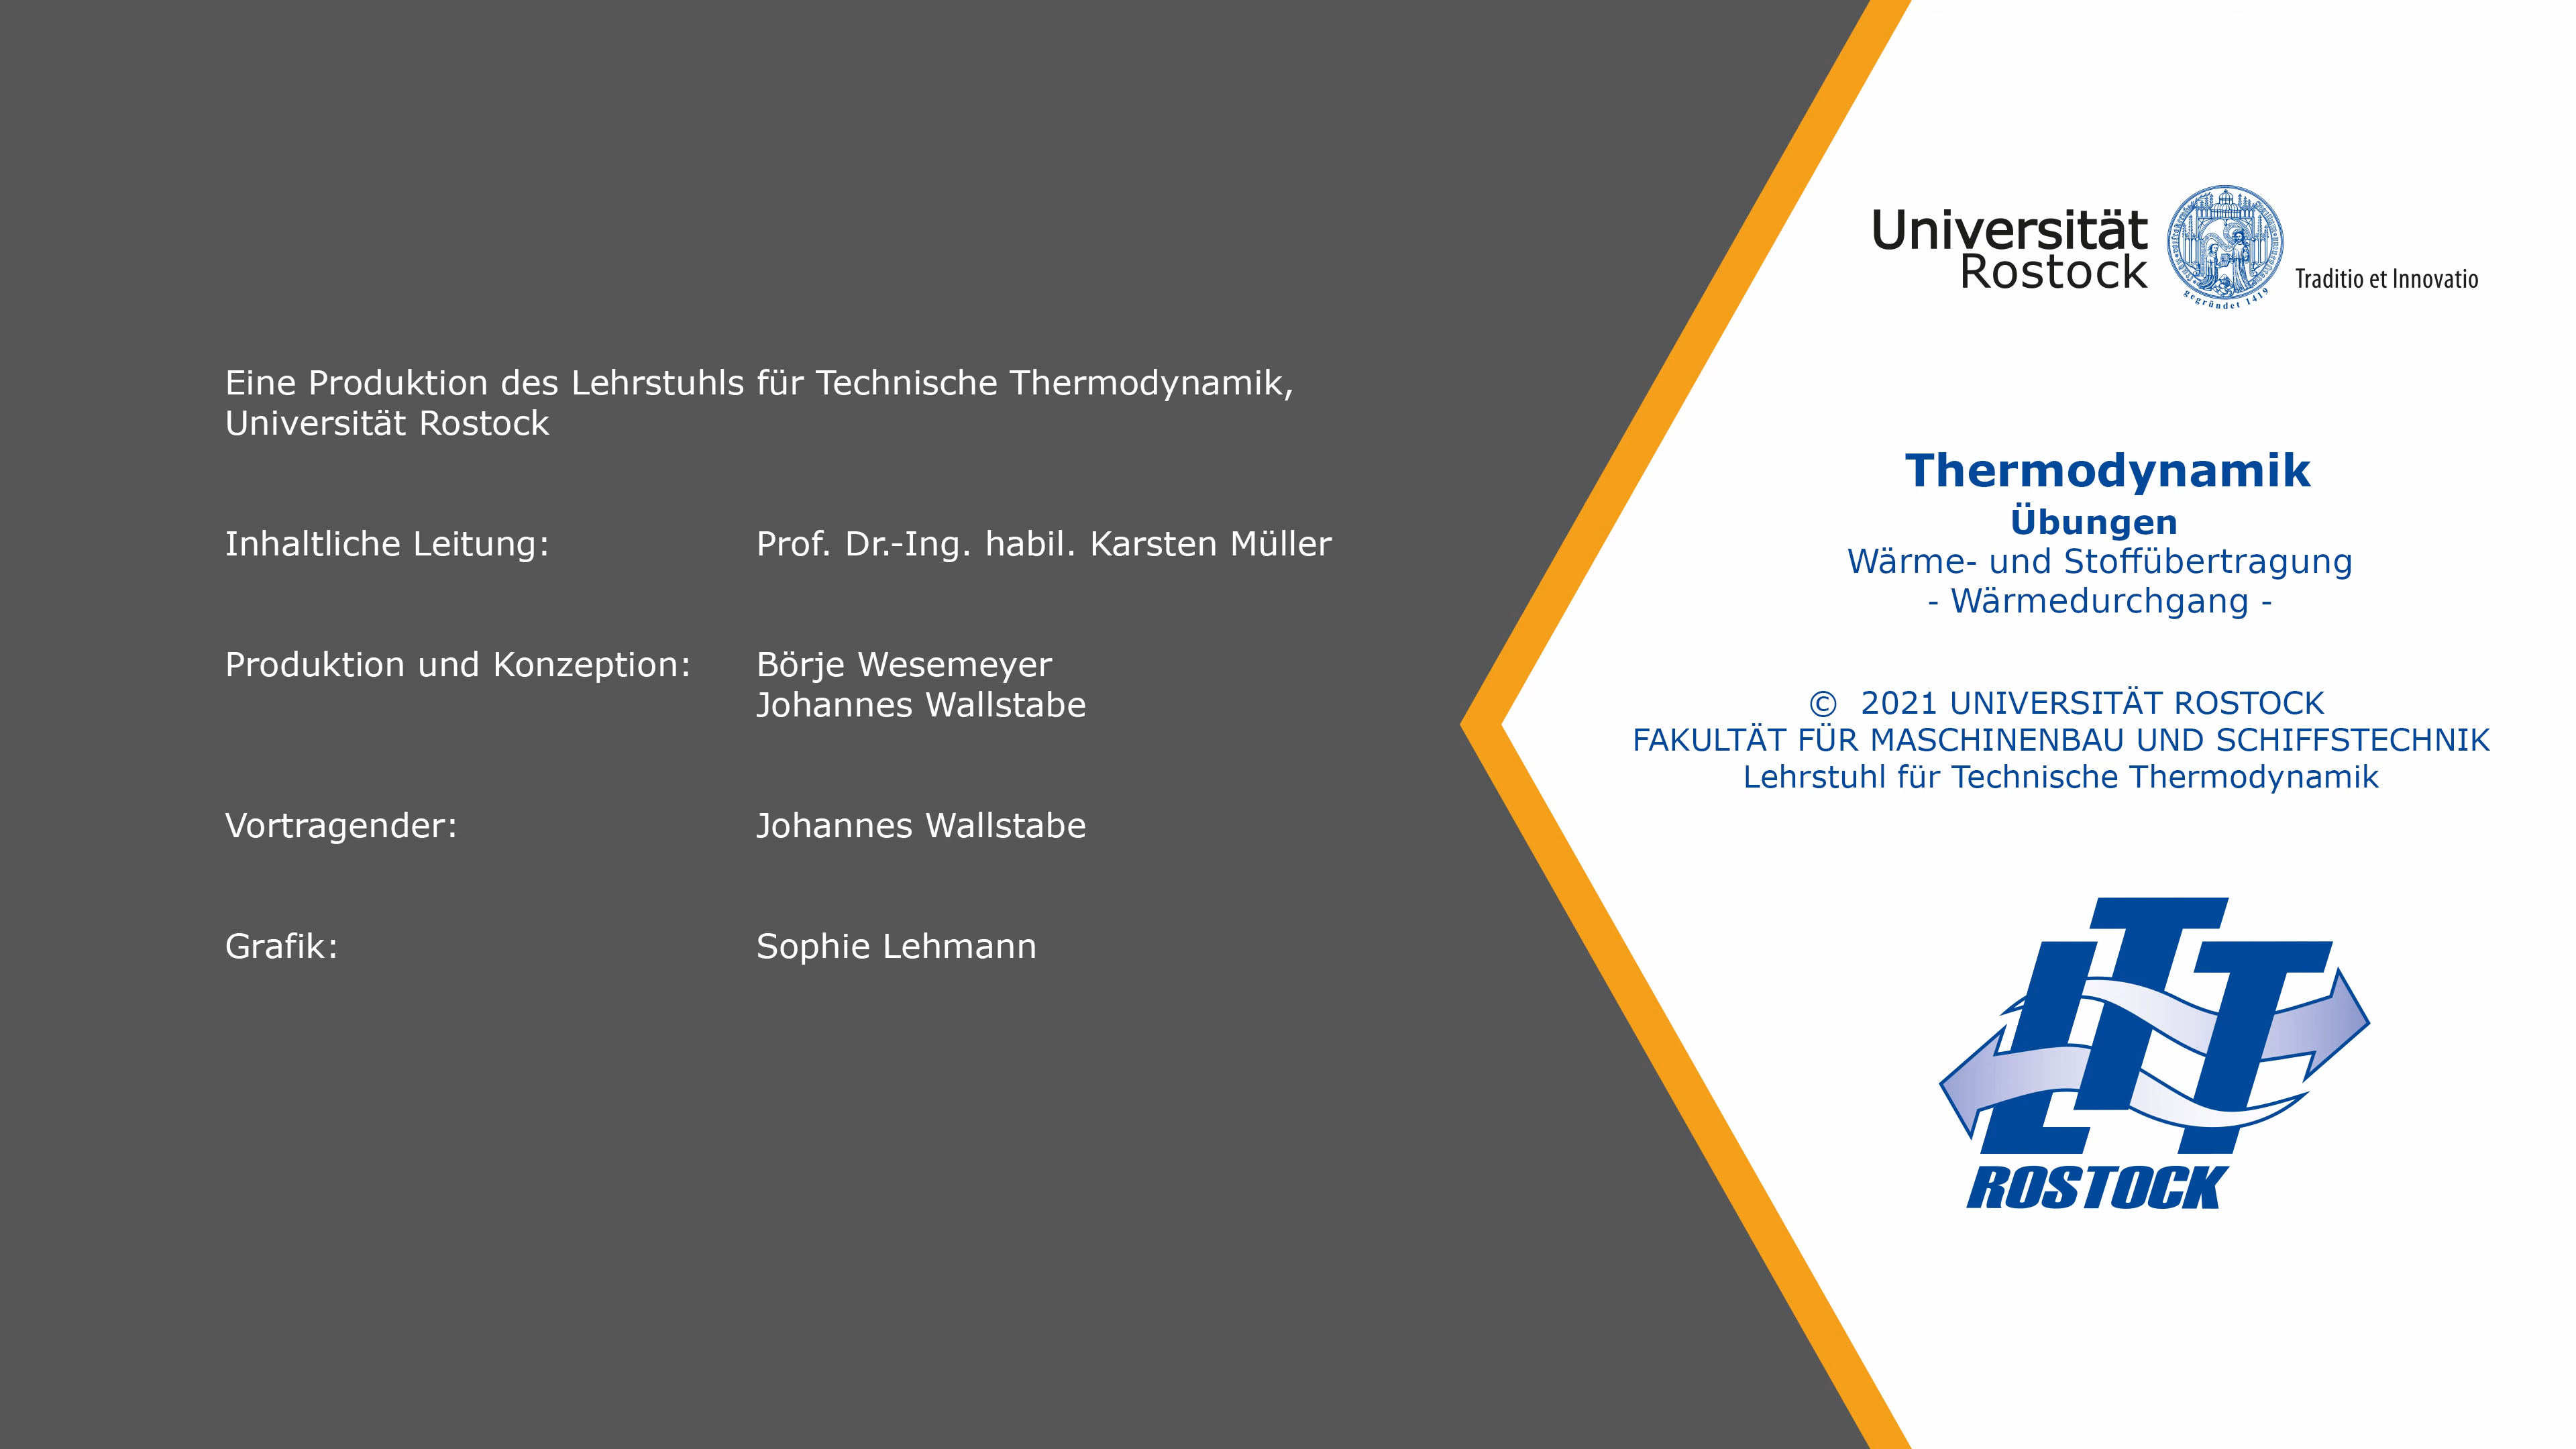 Eine Produktion des Lehrstuhls für Technische Thermodynamik,
Universität Rostock
Inhaltliche Leitung: Prof. Dr.-Ing. habil. Karsten Müller
Produktion und Konzeption: Börje Wesemeyer
Johannes Wallstabe
Vortragender: Johannes Wallstabe
Grafik: Sophie Lehmann
Universität
Rostock
gegründet 1419
Traditio et Innovatio
Thermodynamik
Übungen
Wärme- und Stoffübertragung
- Wärmedurchgang -
© 2021 UNIVERSITÄT ROSTOCK
FAKULTÄT FÜR MASCHINENBAU UND SCHIFFSTECHNIK
Lehrstuhl für Technische Thermodynamik
LTT
ROSTOCK